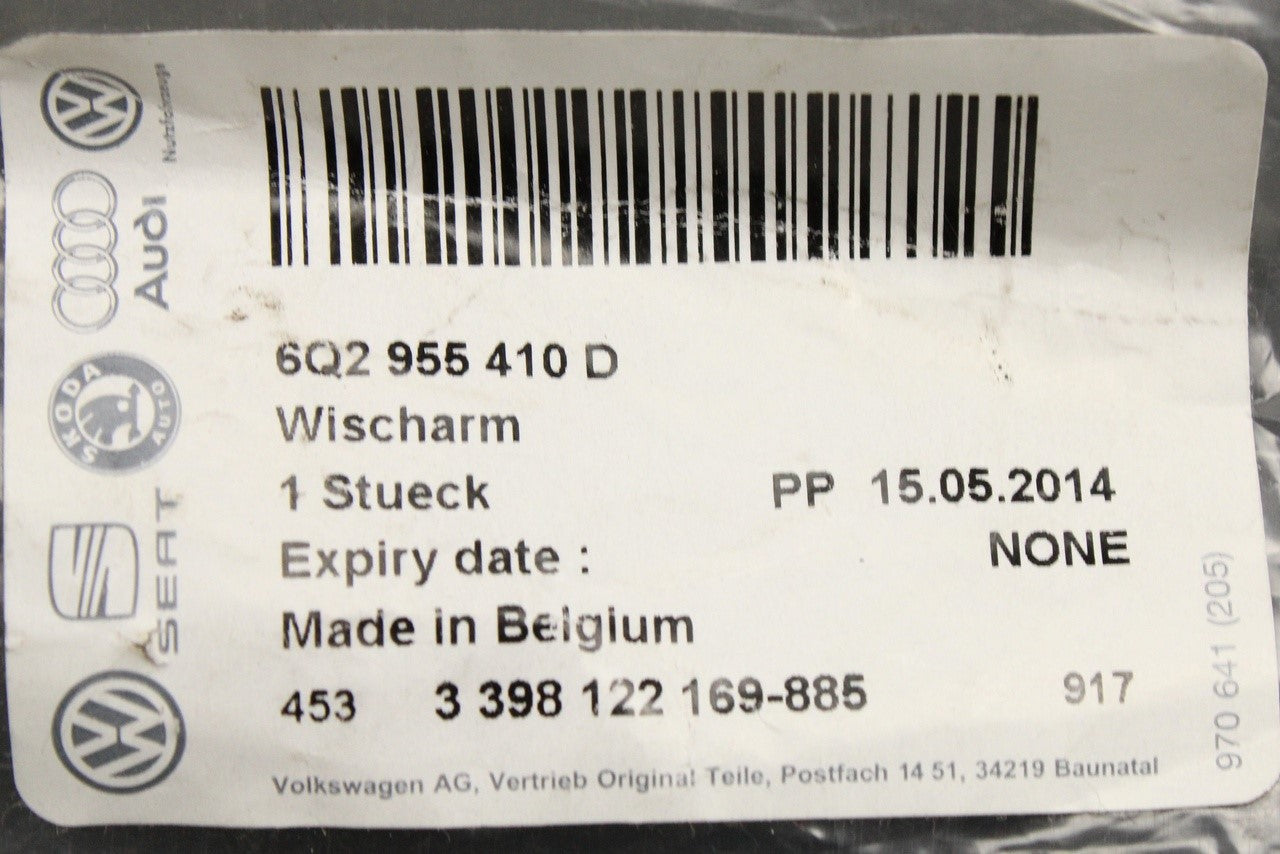 6Q2 955 410 D
Wischarm
1 Stueck PP 15.05.2014
Expiry date : NONE
Made in Belgium
453 3 398 122 169-885 917
Volkswagen AG, Vertrieb Original Teile, Postfach 14 51, 34219 Baunatal
970 641 (205)
Nutzfahrzeuge
Audi
SKODA
AUTO
SEAT